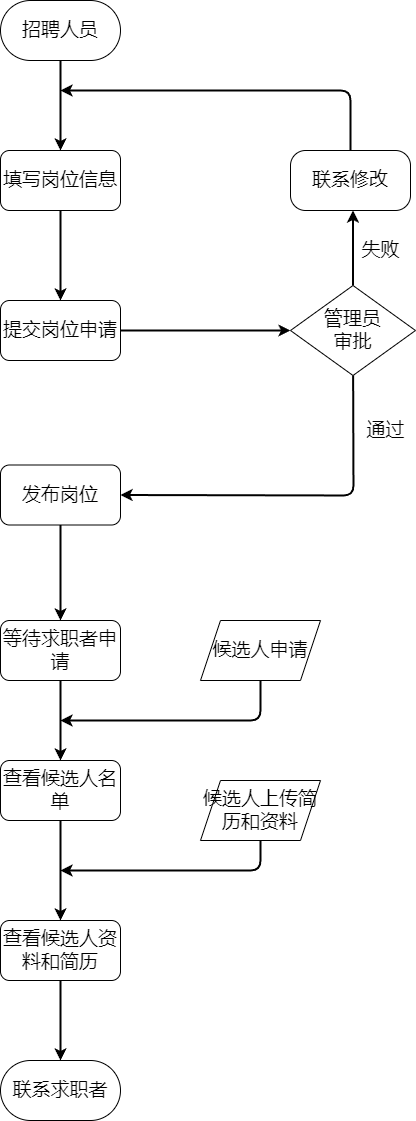 招聘人员
填写岗位信息
联系修改
失败
提交岗位申请
管理员
审批
通过
发布岗位
等待求职者申
请
候选人申请
查看候选人名
单
候选人上传简
历和资料
查看候选人资
料和简历
联系求职者